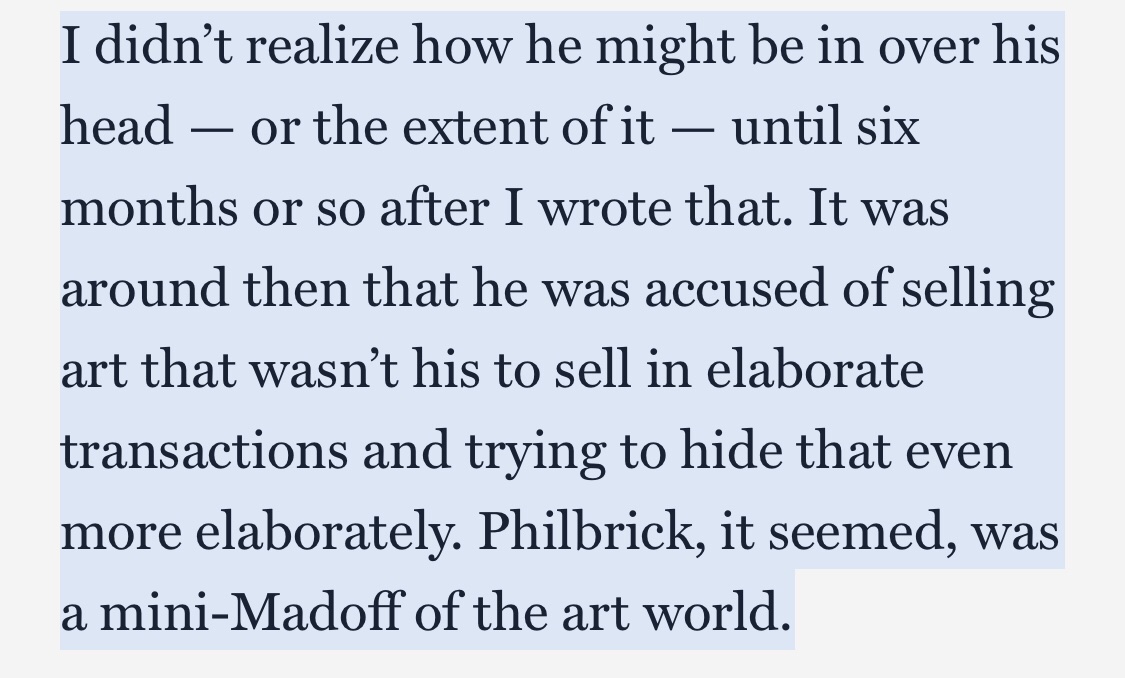 I didn’t realize how he might be in over his
head — or the extent of it — until six
months or so after I wrote that. It was
around then that he was accused of selling
art that wasn’t his to sell in elaborate
transactions and trying to hide that even
more elaborately. Philbrick, it seemed, was
a mini-Madoff of the art world.